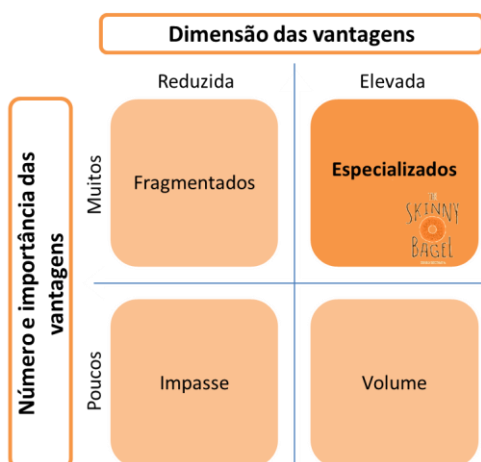 Dimensão das vantagens
Reduzida
Elevada
Número e importância das
vantagens
Muitos
Fragmentados
Especializados
THE
SKINNY
BAGEL
Poucos
Impasse
Volume